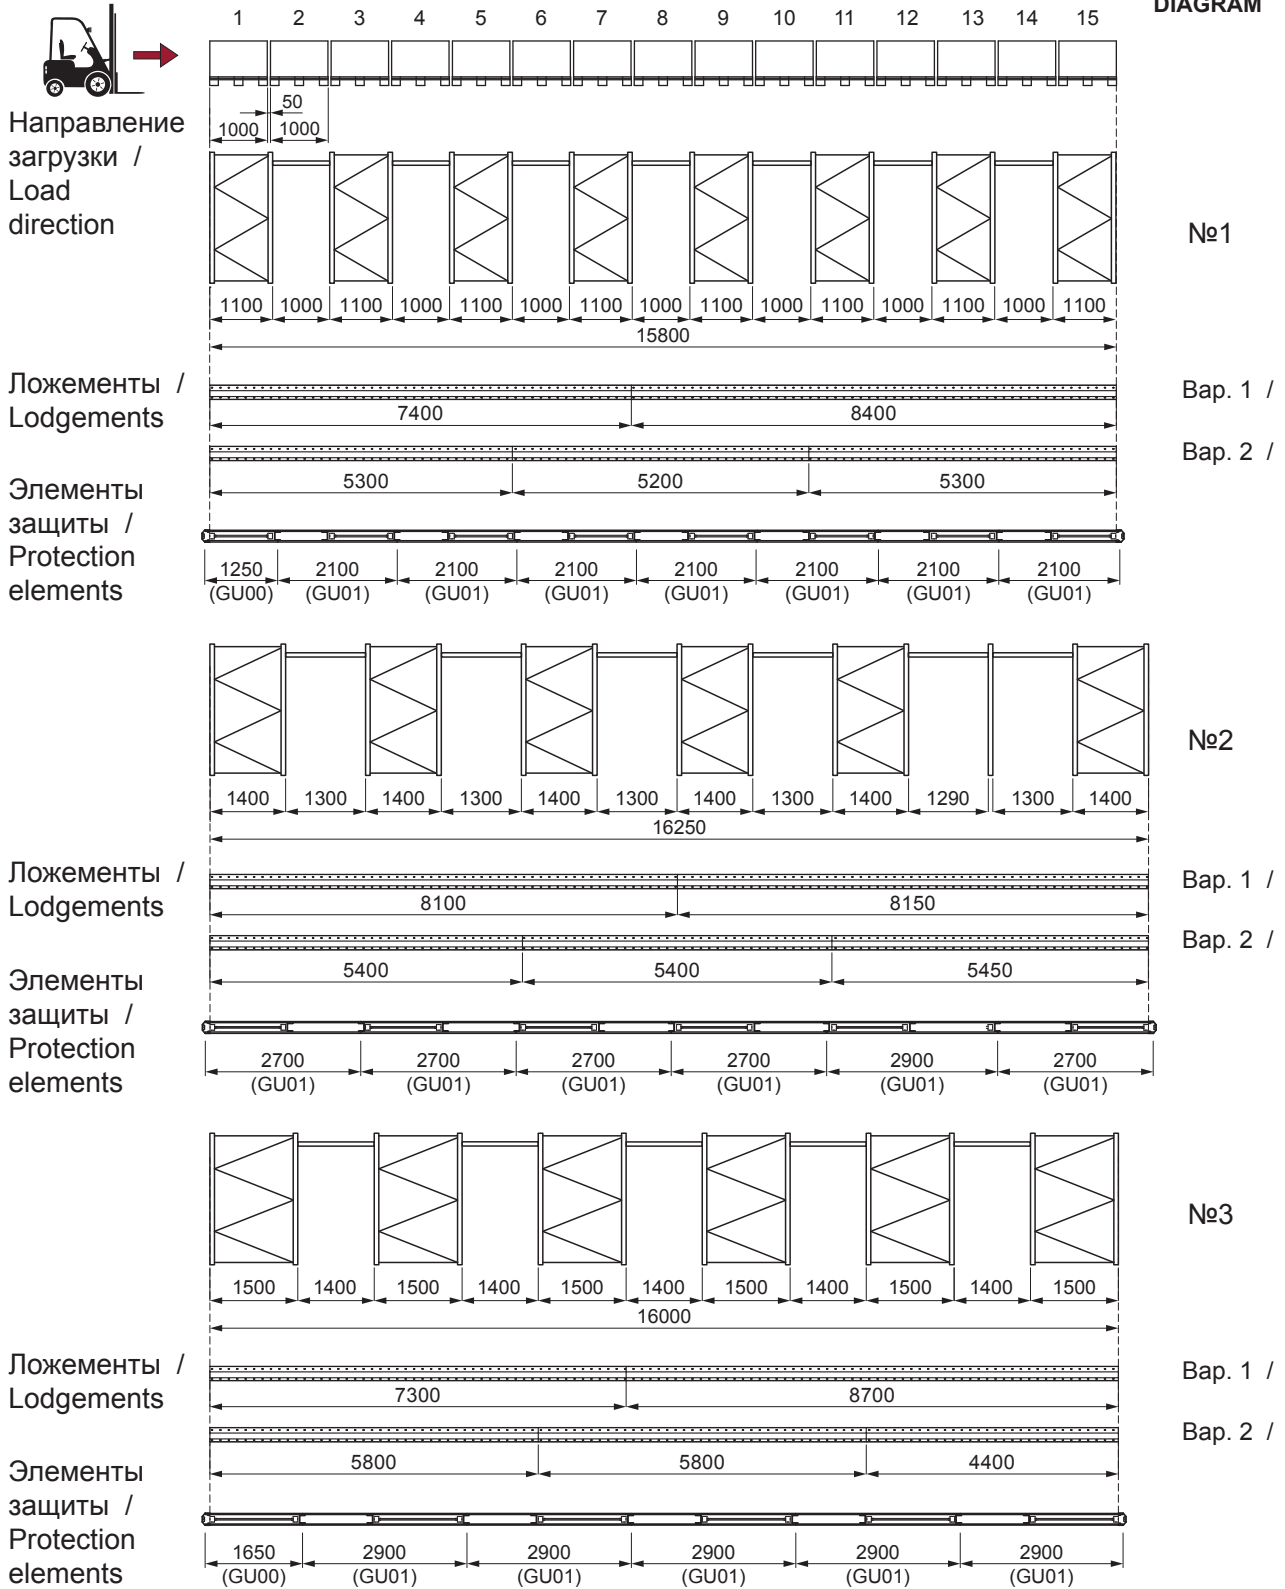 DIAGRAM
1 2 3 4 5 6 7 8 9 10 11 12 13 14 15
Направление
загрузки /
Load
direction
50
1000 1000
№1
1100 1000 1100 1000 1100 1000 1100 1000 1100 1000 1100 1000 1100 1000 1100
15800
Ложементы /
Lodgements
7400 8400
Вар. 1 /
5300 5200 5300
Вар. 2 /
Элементы
защиты /
Protection
elements
1250 2100 2100 2100 2100 2100 2100 2100
(GU00) (GU01) (GU01) (GU01) (GU01) (GU01) (GU01) (GU01)
№2
1400 1300 1400 1300 1400 1300 1400 1300 1400 1290 1300 1400
16250
Ложементы /
Lodgements
8100 8150
Вар. 1 /
5400 5400 5450
Вар. 2 /
Элементы
защиты /
Protection
elements
2700 2700 2700 2700 2900 2700
(GU01) (GU01) (GU01) (GU01) (GU01) (GU01)
№3
1500 1400 1500 1400 1500 1400 1500 1400 1500 1400 1500
16000
Ложементы /
Lodgements
7300 8700
Вар. 1 /
5800 5800 4400
Вар. 2 /
Элементы
защиты /
Protection
elements
1650 2900 2900 2900 2900 2900
(GU00) (GU01) (GU01) (GU01) (GU01) (GU01)